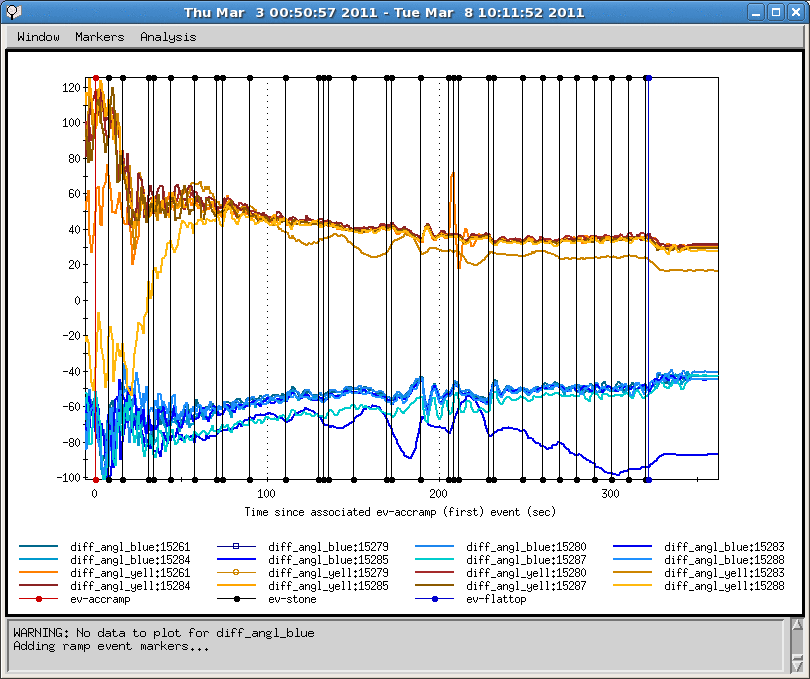 Thu Mar  3 00:50:57 2011 - Tue Mar  8 10:11:52 2011
Window Markers Analysis
120
100
80
60
40
20
0
-20
-40
-60
-80
-100
0 100 200 300
Time since associated ev-accramp (first) event (sec)
diff_angl_blue:15261 diff_angl_blue:15279 diff_angl_blue:15280 diff_angl_blue:15283
diff_angl_blue:15284 diff_angl_blue:15285 diff_angl_blue:15287 diff_angl_blue:15288
diff_angl_yell:15261 diff_angl_yell:15279 diff_angl_yell:15280 diff_angl_yell:15283
diff_angl_yell:15284 diff_angl_yell:15285 diff_angl_yell:15287 diff_angl_yell:15288
ev-accramp ev-stone ev-flattop
WARNING: No data to plot for diff_angl_blue
Adding ramp event markers...